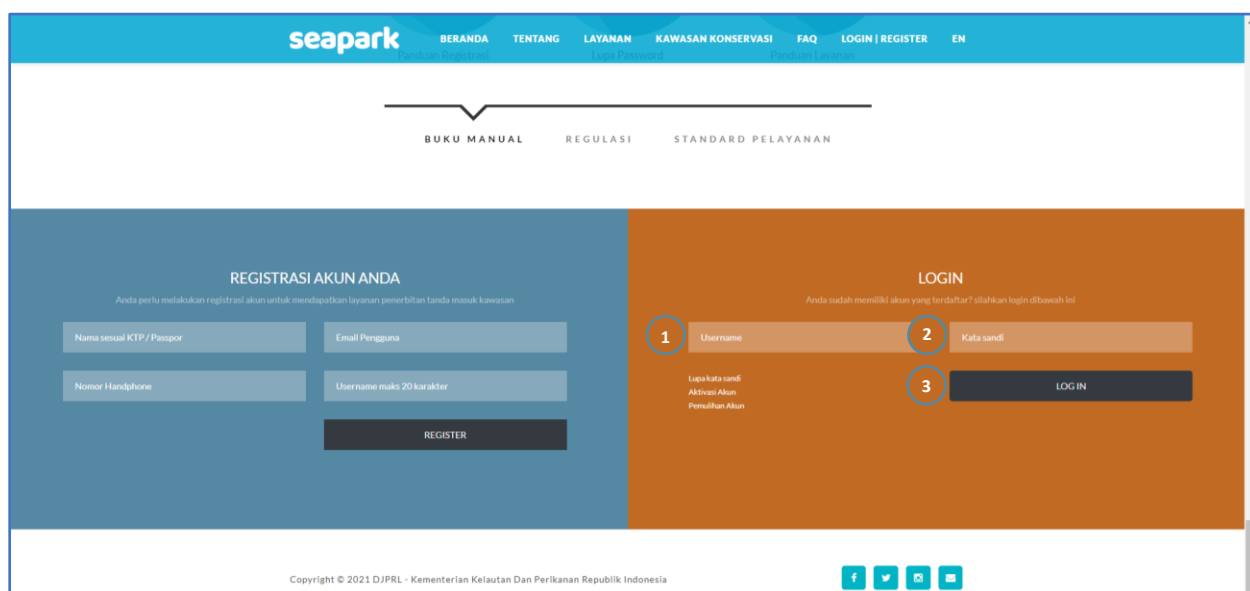 seapark BERANDA TENTANG LAYANAN KAWASAN KONSERVASI FAQ LOGIN | REGISTER EN
Panduan Registrasi Lupa Password Panduan Layanan
BUKU MANUAL REGULASI STANDARD PELAYANAN
REGISTRASI AKUN ANDA
Anda perlu melakukan registrasi akun untuk mendapatkan layanan penerbitan tanda masuk kawasan
Nama sesuai KTP / Passpor Email Pengguna
Nomor Handphone Username maks 20 karakter
REGISTER
LOGIN
Anda sudah memiliki akun yang terdaftar? silahkan login dibawah ini
1 Username 2 Kata sandi
Lupa kata sandi
Aktivasi Akun
Pemulihan Akun
3 LOG IN
Copyright © 2021 DJPRL - Kementerian Kelautan Dan Perikanan Republik Indonesia